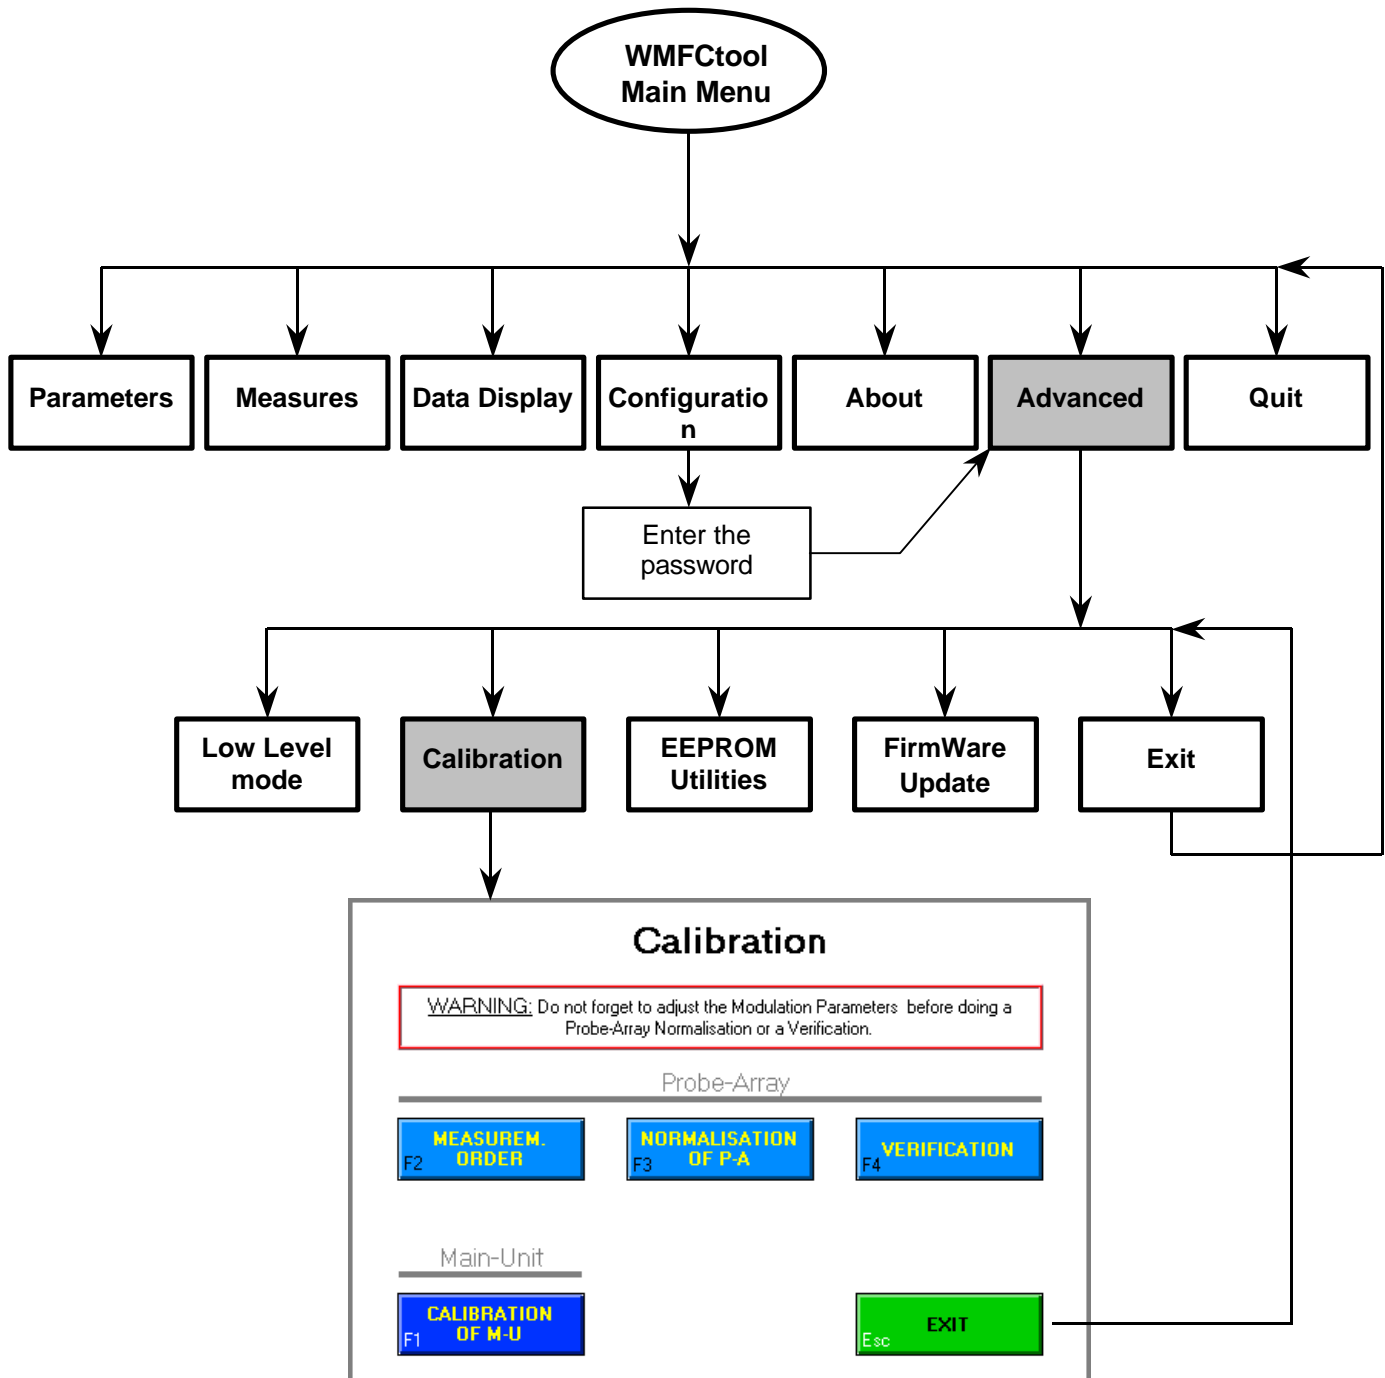 WMFCtool
Main Menu
Parameters
Measures
Data Display
Configuratio
n
About
Advanced
Quit
Enter the
password
Low Level
mode
Calibration
EEPROM
Utilities
FirmWare
Update
Exit
Calibration
WARNING: Do not forget to adjust the Modulation Parameters before doing a
Probe-Array Normalisation or a Verification.
Probe-Array
MEASUREM.
ORDER
F2
NORMALISATION
OF P-A
F3
VERIFICATION
F4
Main-Unit
CALIBRATION
OF M-U
F1
EXIT
Esc